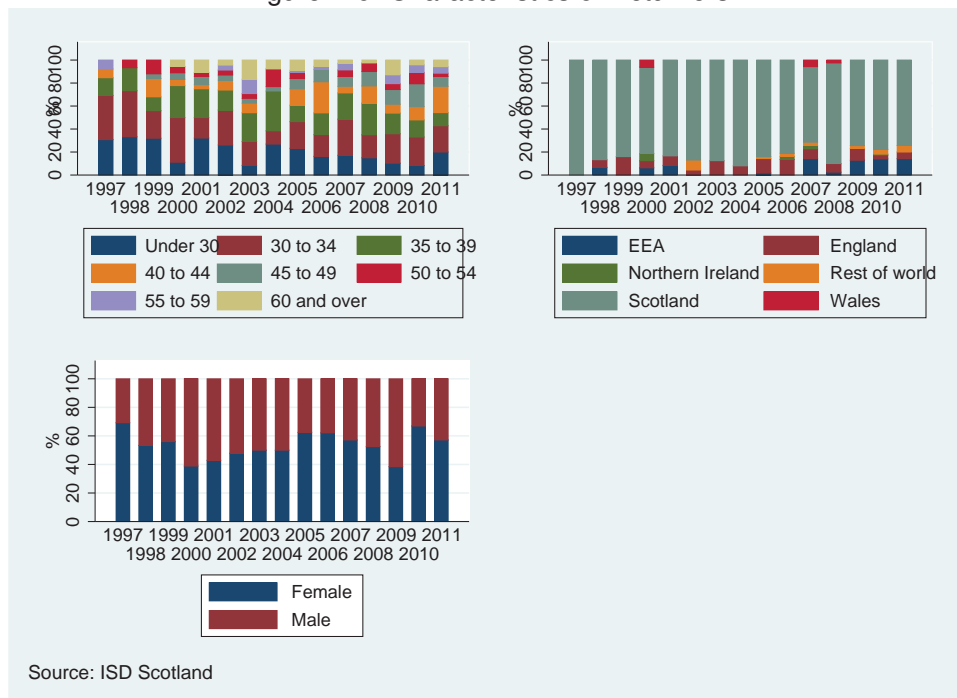 Characteristics of
%
0 20 40 60 80 100
1997 1999 2001 2003 2005 2007 2009 2011
1998 2000 2002 2004 2006 2008 2010
Under 30 30 to 34 35 to 39
40 to 44 45 to 49 50 to 54
55 to 59 60 and over
%
0 20 40 60 80 100
1997 1999 2001 2003 2005 2007 2009 2011
1998 2000 2002 2004 2006 2008 2010
EEA England
Northern Ireland Rest of world
Scotland Wales
%
0 20 40 60 80 100
1997 1999 2001 2003 2005 2007 2009 2011
1998 2000 2002 2004 2006 2008 2010
Female
Male
Source: ISD Scotland